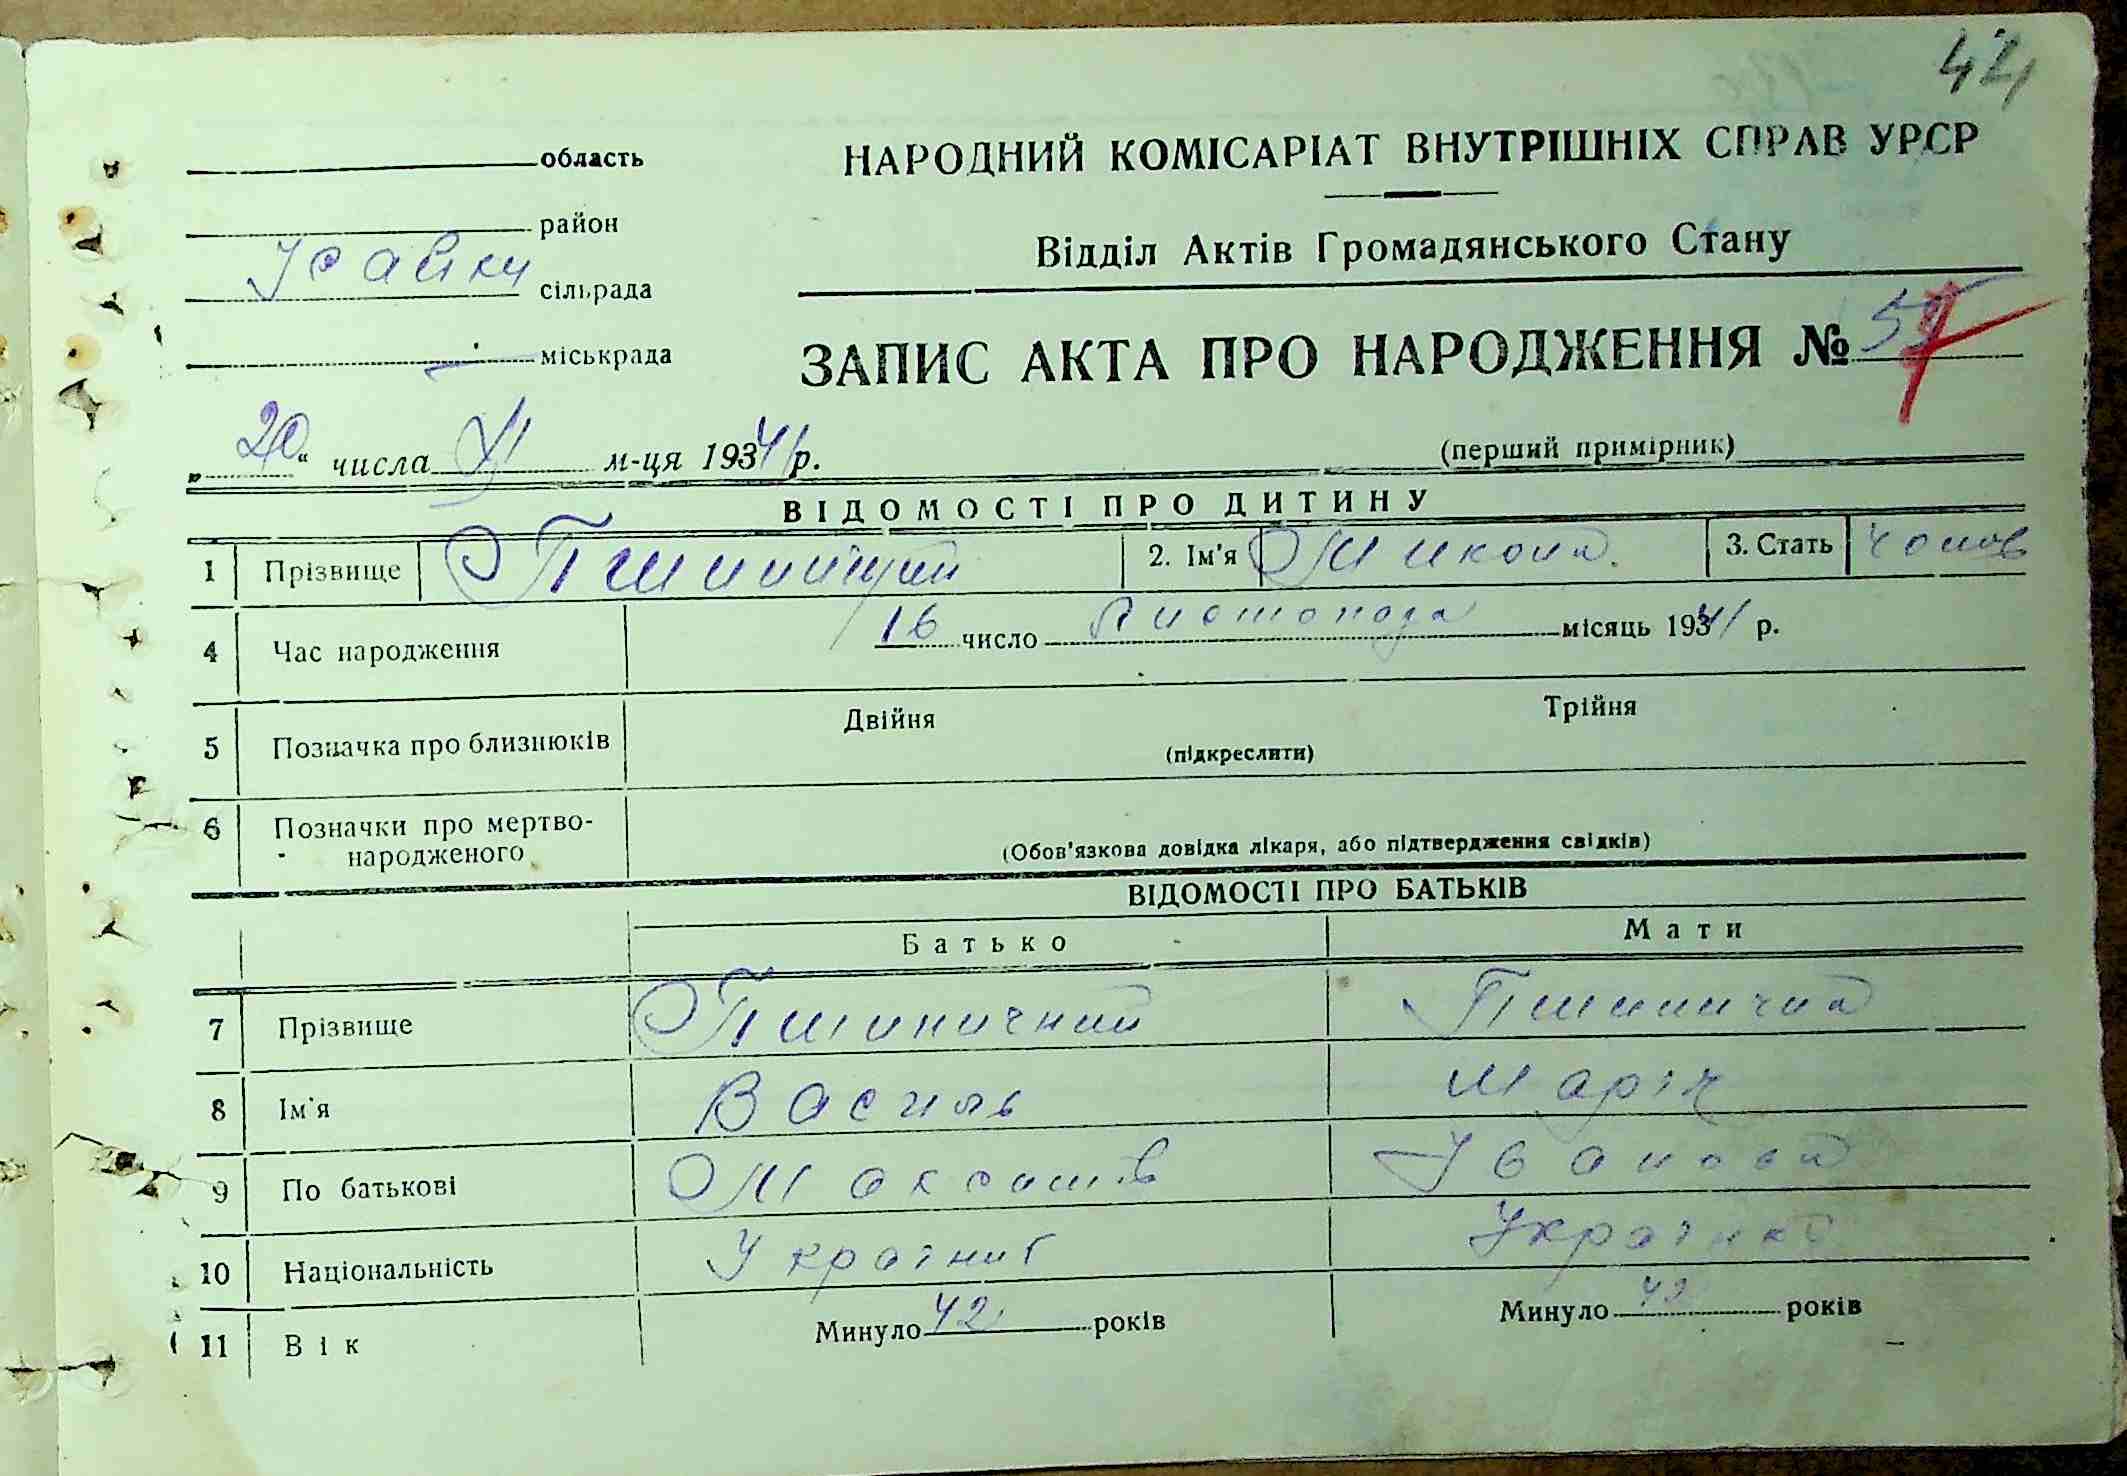 44
область
НАРОДНИЙ КОМІСАРІАТ ВНУТРІШНІХ СПРАВ УРСР
район
Відділ Актів Громадянського Стану
Ісайки сільрада
міськрада
ЗАПИС АКТА ПРО НАРОДЖЕННЯ №
„20“ числа XI м-ця 1941 р.
(перший примірник)
ВІДОМОСТІ ПРО ДИТИНУ
1 Прізвище 2. Ім'я Микола 3. Стать чолов
4 Час народження 16 число Листопада місяць 1941 р.
5 Позначка про близнюків Двійня Трійня
(підкреслити)
6 Позначки про мертво-
народженого
(Обов'язкова довідка лікаря, або підтвердження свідків)
ВІДОМОСТІ ПРО БАТЬКІВ
Батько Мати
7 Прізвище Пшиничний Пшинична
8 Ім'я Василь Марія
9 По батькові Максимів Іванова
10 Національність Українец Українка
11 Вік Минуло 42 років Минуло 42 років